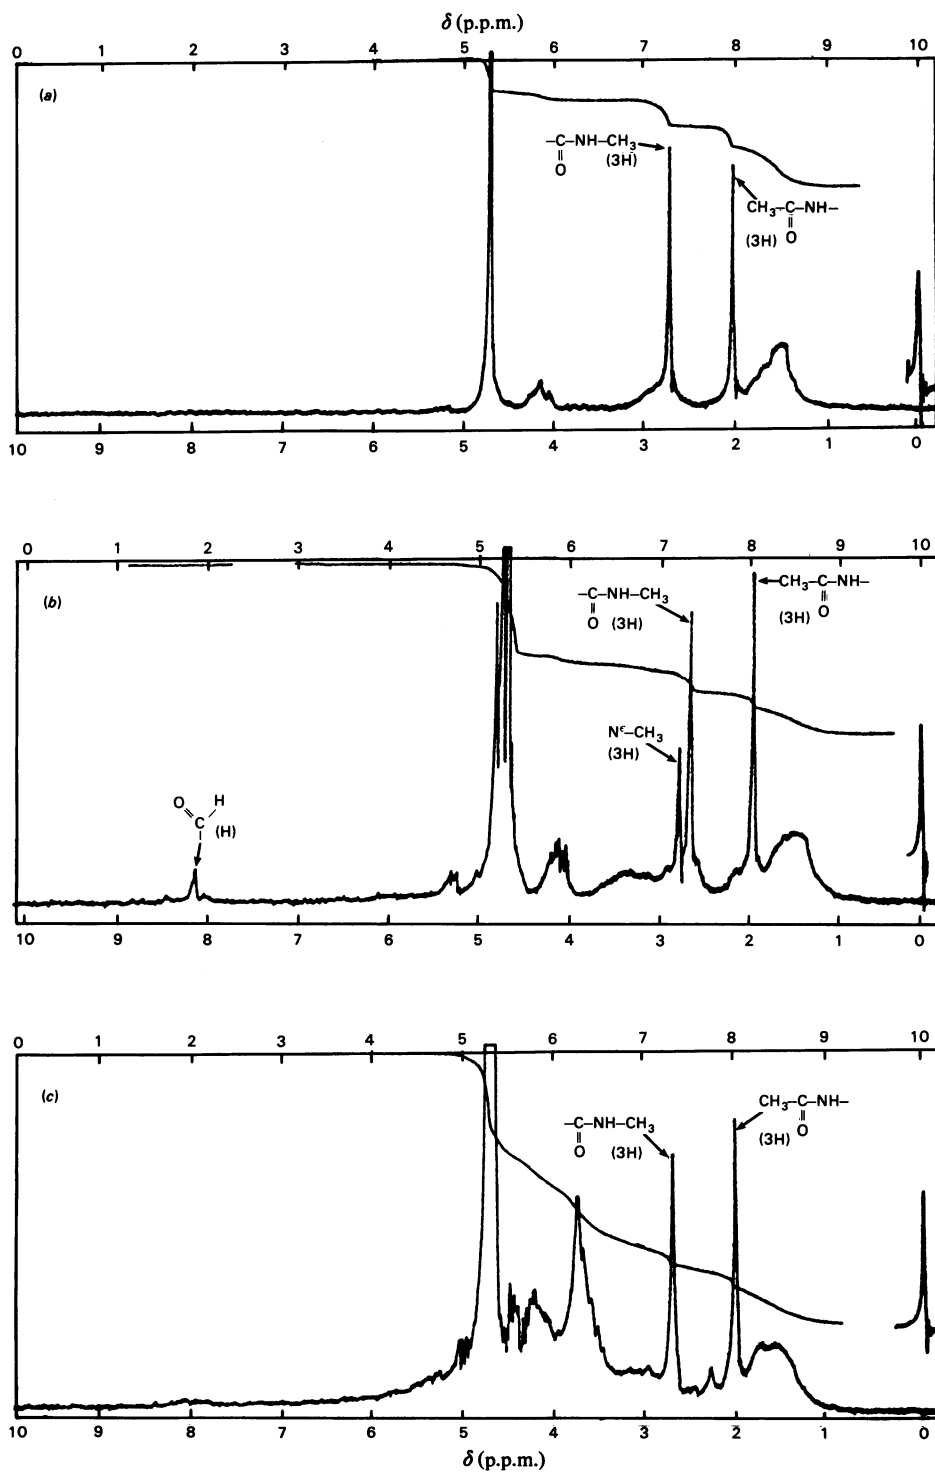 δ (p.p.m.)
0 1 2 3 4 5 6 7 8 9 10
(a)
–C–NH–CH₃
O
(3H)
CH₃–C–NH–
(3H) O
10 9 8 7 6 5 4 3 2 1 0
0 1 2 3 4 5 6 7 8 9 10
(b)
–C–NH–CH₃
O (3H)
CH₃–C–NH–
(3H) O
Nᵋ–CH₃
(3H)
O H
C (H)
10 9 8 7 6 5 4 3 2 1 0
0 1 2 3 4 5 6 7 8 9 10
(c)
–C–NH–CH₃
O (3H)
CH₃–C–NH–
(3H) O
10 9 8 7 6 5 4 3 2 1 0
δ (p.p.m.)